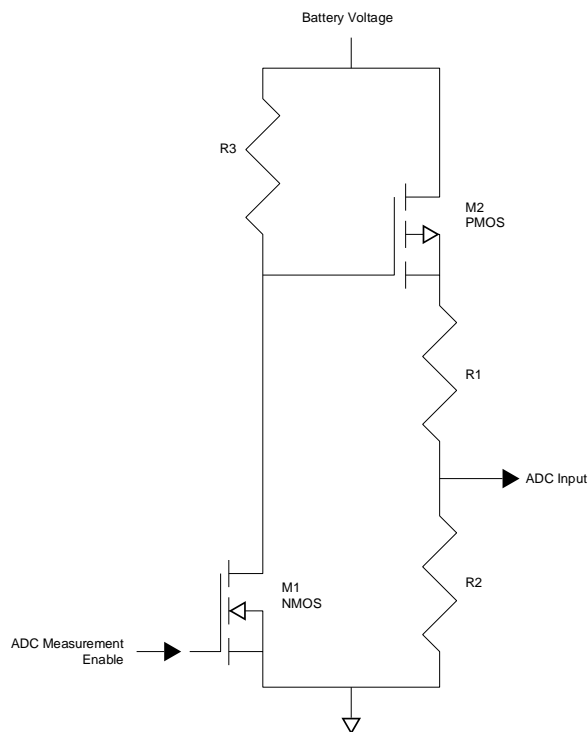 Battery Voltage
R3
M2
PMOS
R1
ADC Input
R2
M1
NMOS
ADC Measurement
Enable